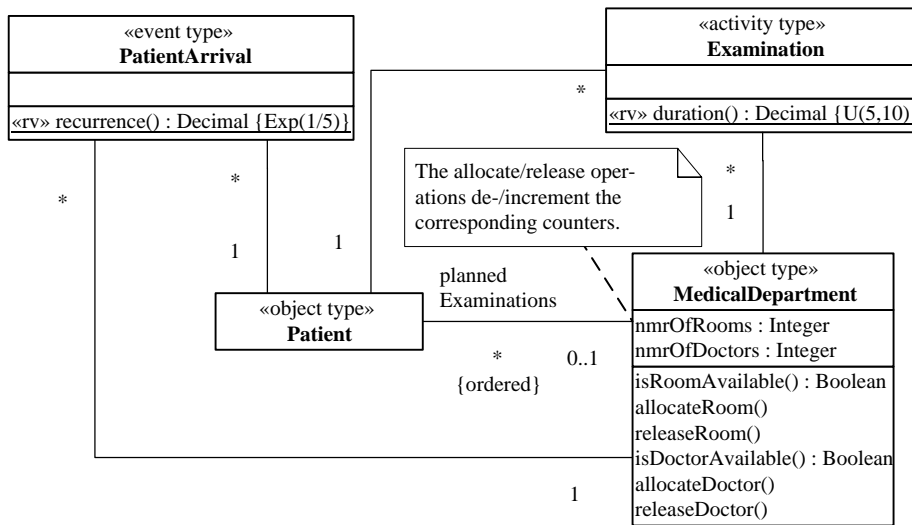 «event type»
PatientArrival
«rv» recurrence() : Decimal {Exp(1/5)}
«activity type»
Examination
«rv» duration() : Decimal {U(5,10)
*
*
*
The allocate/release oper-
ations de-/increment the
corresponding counters.
*
1
1
1
«object type»
Patient
planned
Examinations
*
{ordered}
0..1
«object type»
MedicalDepartment
nmrOfRooms : Integer
nmrOfDoctors : Integer
isRoomAvailable() : Boolean
allocateRoom()
releaseRoom()
isDoctorAvailable() : Boolean
allocateDoctor()
releaseDoctor()
1